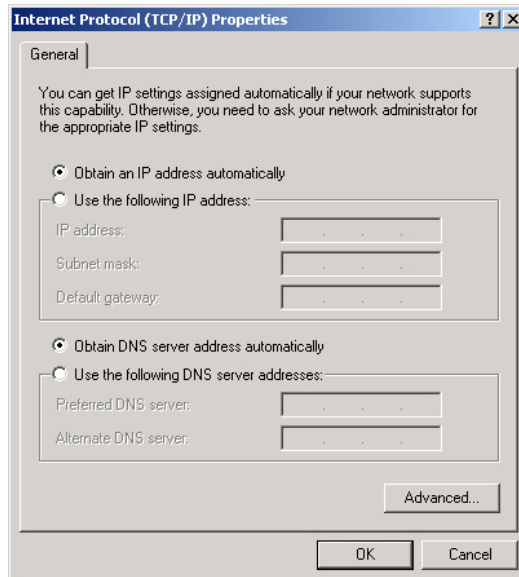 Internet Protocol (TCP/IP) Properties
General
You can get IP settings assigned automatically if your network supports
this capability. Otherwise, you need to ask your network administrator for
the appropriate IP settings.
Obtain an IP address automatically
Use the following IP address:
IP address:
Subnet mask:
Default gateway:
Obtain DNS server address automatically
Use the following DNS server addresses:
Preferred DNS server:
Alternate DNS server:
Advanced...
OK Cancel